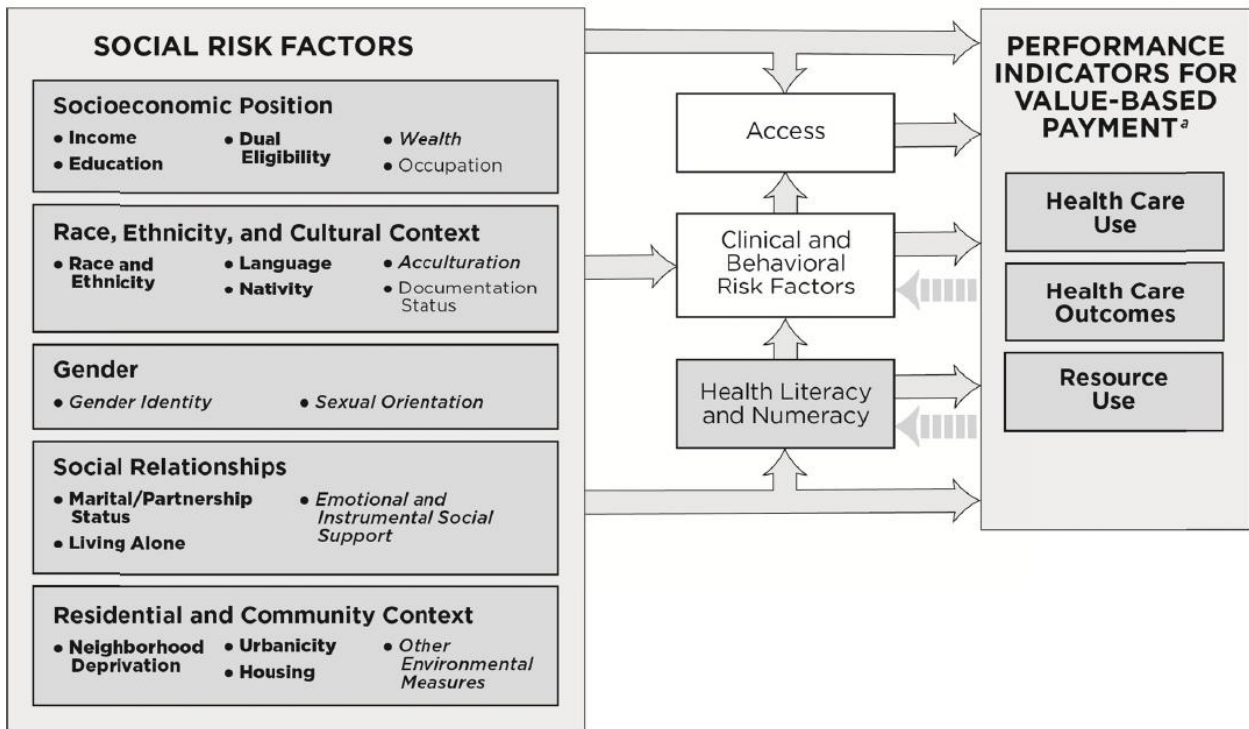 SOCIAL RISK FACTORS
Socioeconomic Position
• Income
• Education
• Dual
Eligibility
• Wealth
• Occupation
Race, Ethnicity, and Cultural Context
• Race and
Ethnicity
• Language
• Nativity
• Acculturation
• Documentation
Status
Gender
• Gender Identity
• Sexual Orientation
Social Relationships
• Marital/Partnership
Status
• Living Alone
• Emotional and
Instrumental Social
Support
Residential and Community Context
• Neighborhood
Deprivation
• Urbanicity
• Housing
• Other
Environmental
Measures
Access
Clinical and
Behavioral
Risk Factors
Health Literacy
and Numeracy
PERFORMANCE
INDICATORS FOR
VALUE-BASED
PAYMENTª
Health Care
Use
Health Care
Outcomes
Resource
Use